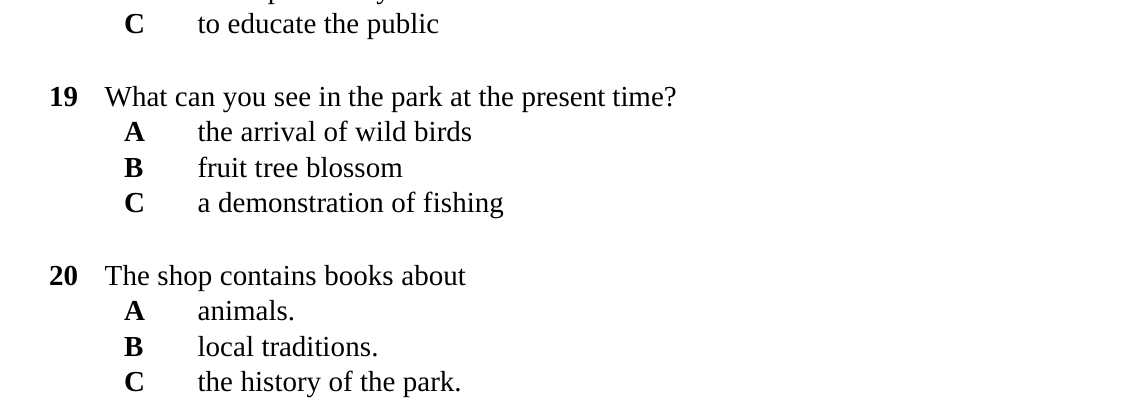 C to educate the public
19 What can you see in the park at the present time?
A the arrival of wild birds
B fruit tree blossom
C a demonstration of fishing
20 The shop contains books about
A animals.
B local traditions.
C the history of the park.